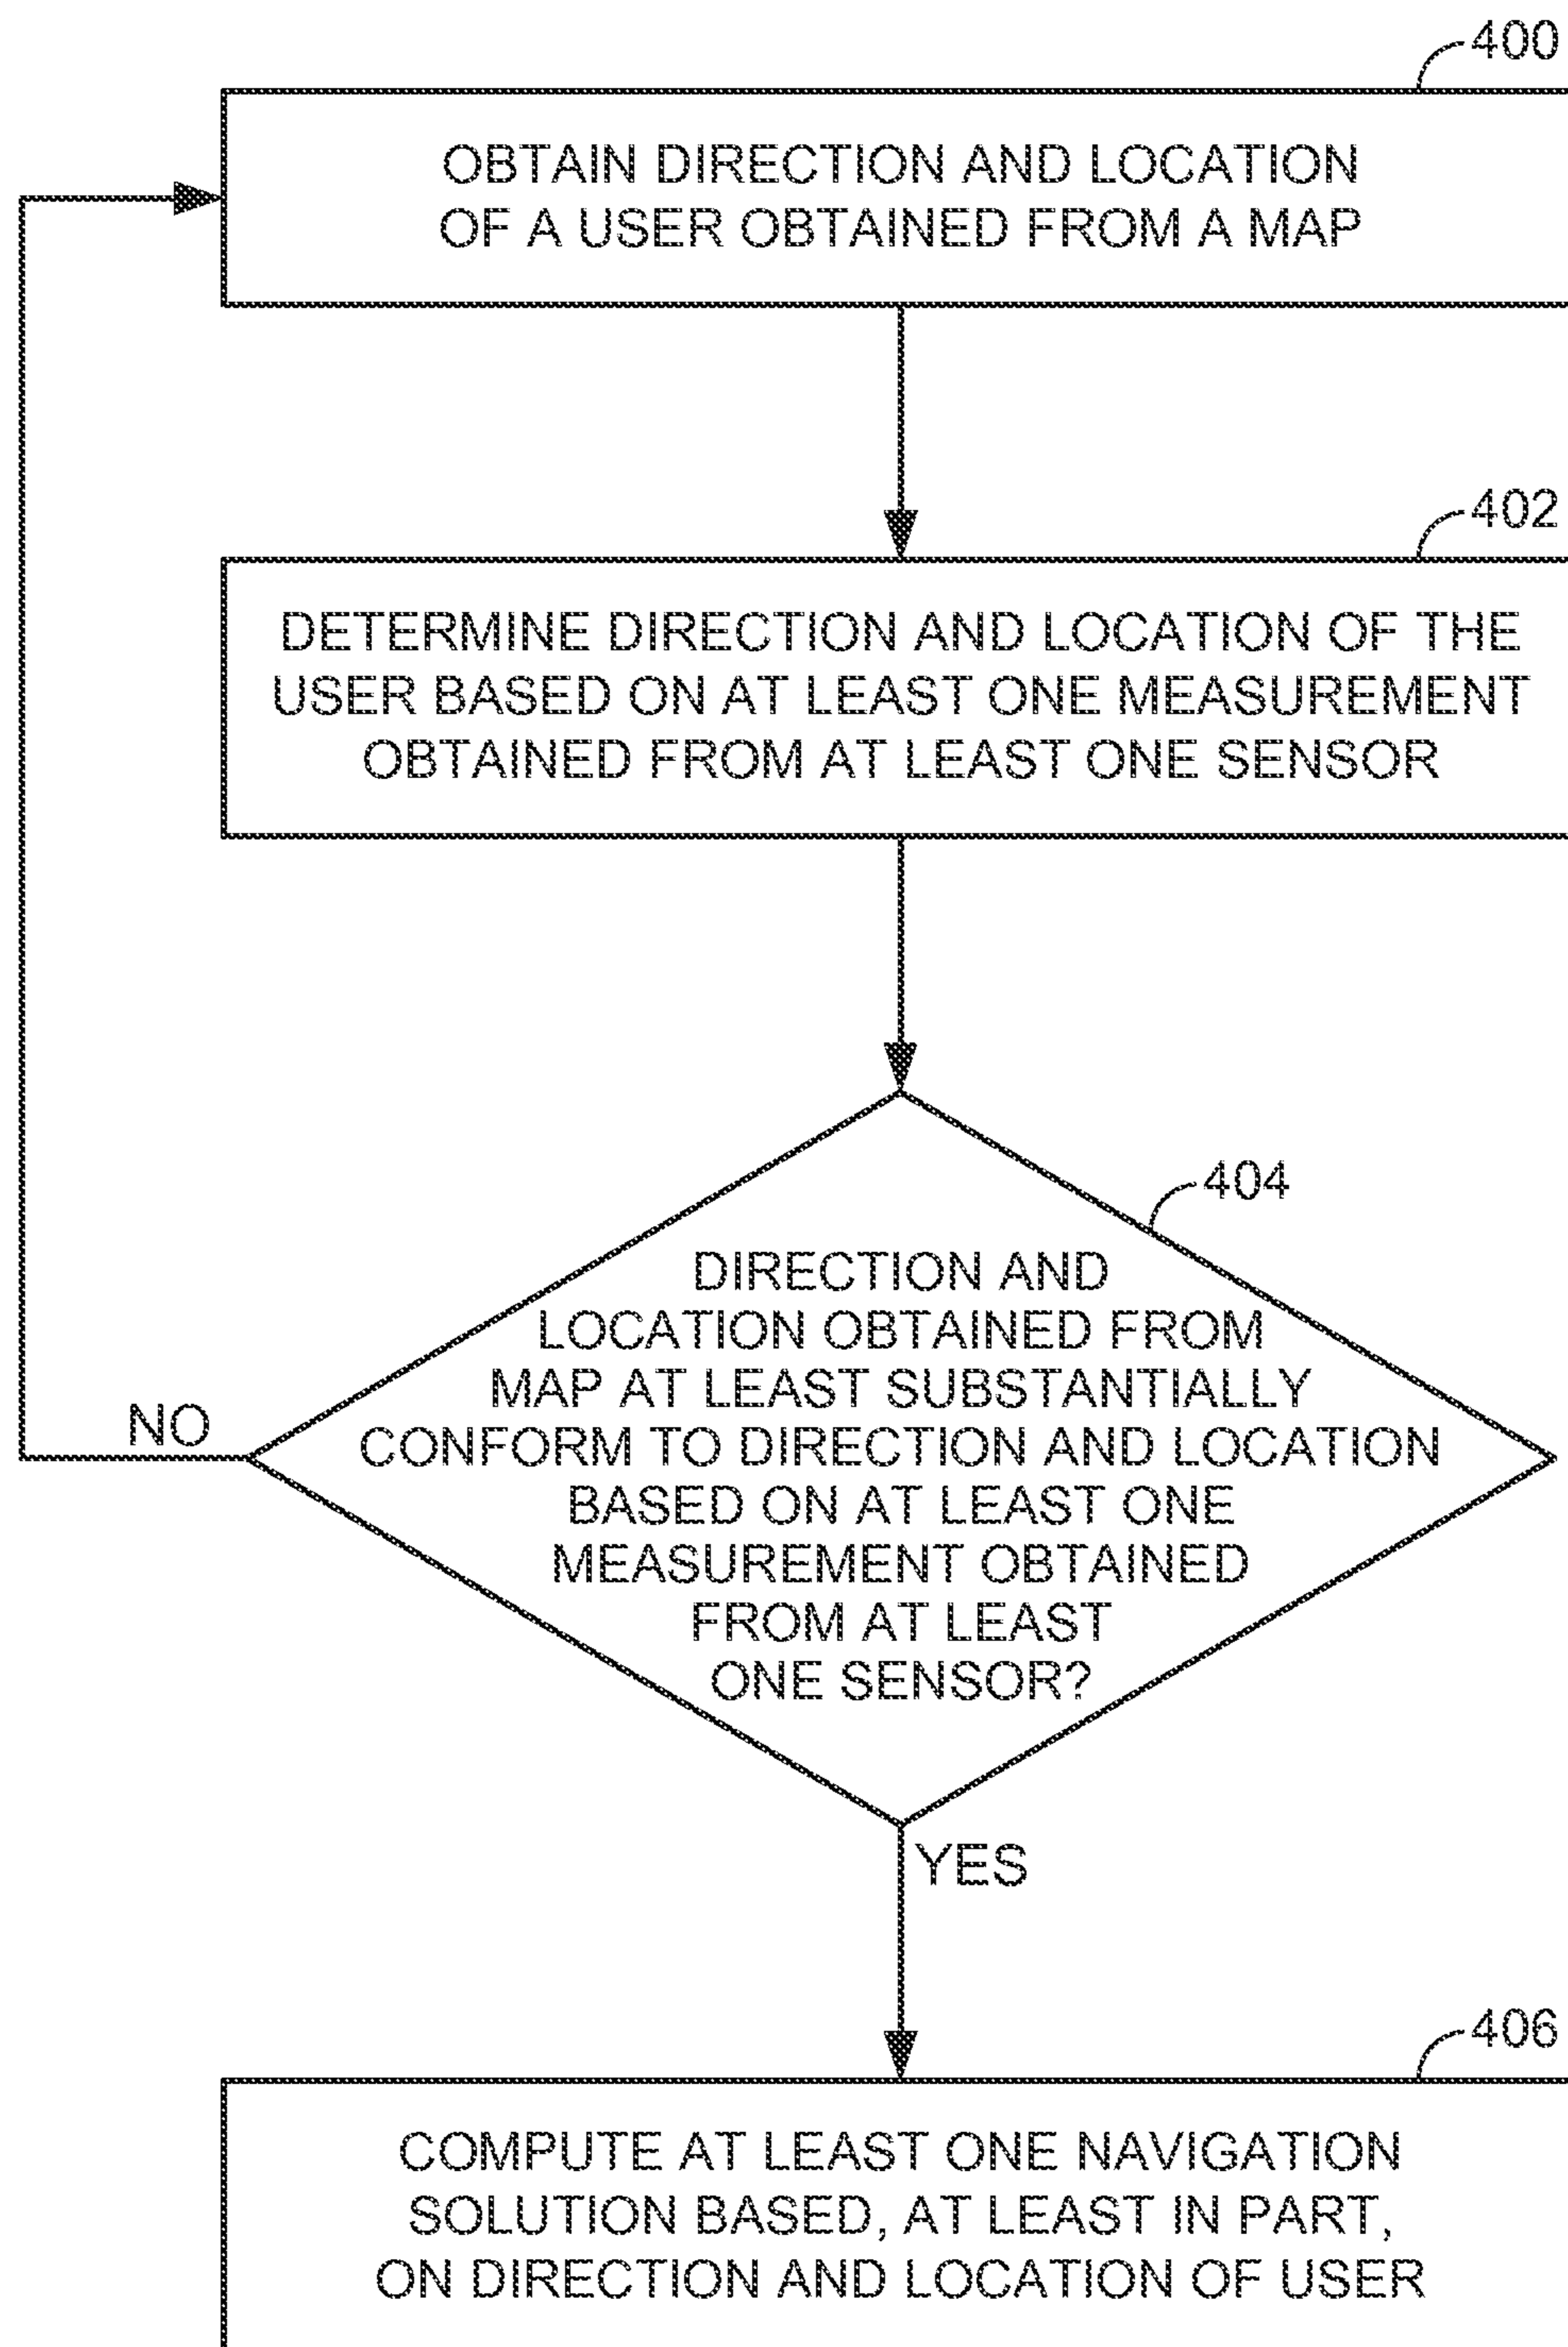 400
OBTAIN DIRECTION AND LOCATION
OF A USER OBTAINED FROM A MAP
402
DETERMINE DIRECTION AND LOCATION OF THE
USER BASED ON AT LEAST ONE MEASUREMENT
OBTAINED FROM AT LEAST ONE SENSOR
404
DIRECTION AND
LOCATION OBTAINED FROM
MAP AT LEAST SUBSTANTIALLY
CONFORM TO DIRECTION AND LOCATION
BASED ON AT LEAST ONE
MEASUREMENT OBTAINED
FROM AT LEAST
ONE SENSOR?
NO
YES
406
COMPUTE AT LEAST ONE NAVIGATION
SOLUTION BASED, AT LEAST IN PART,
ON DIRECTION AND LOCATION OF USER